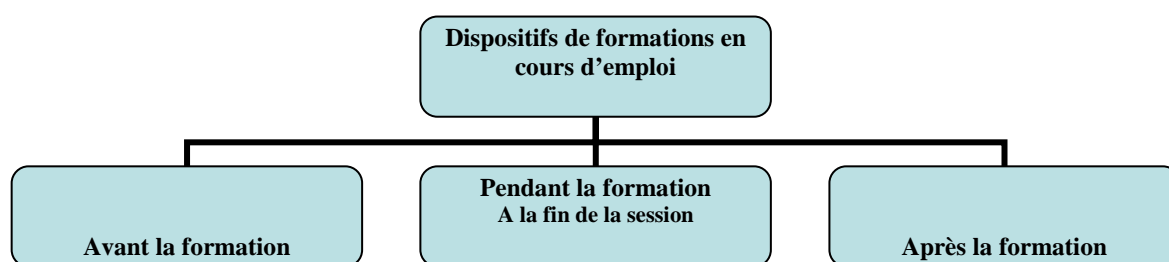 Dispositifs de formations en
cours d’emploi
Avant la formation
Pendant la formation
A la fin de la session
Après la formation